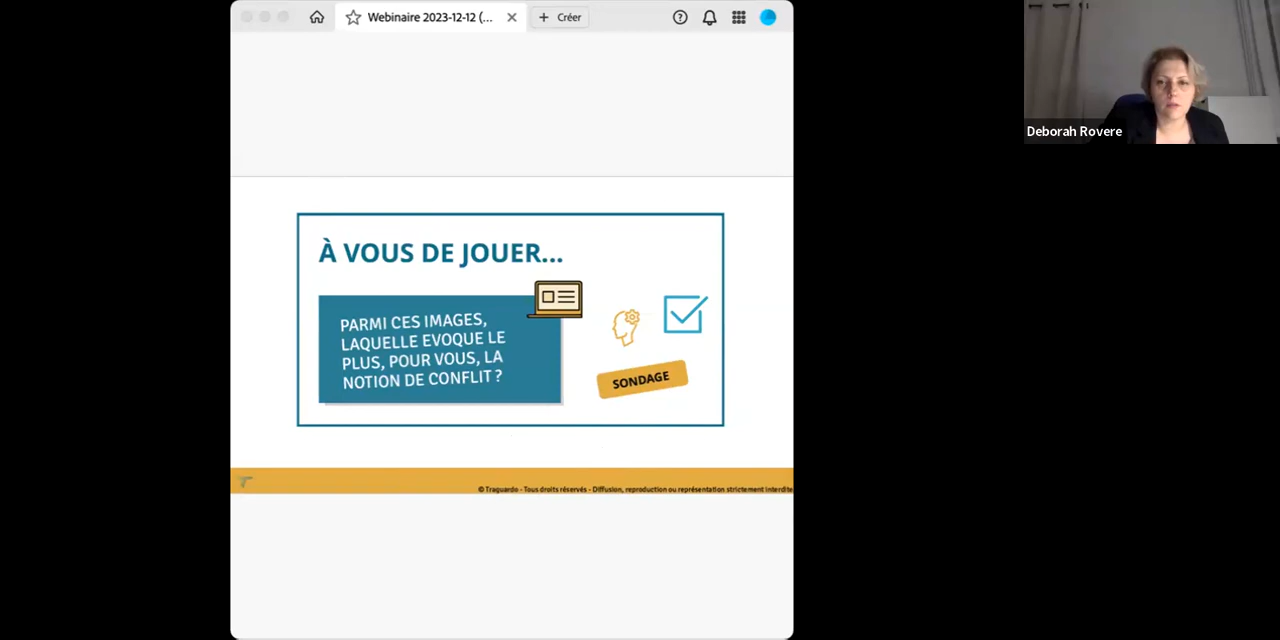 Webinaire 2023-12-12 (...
Créer
Deborah Rovere
À VOUS DE JOUER...
PARMI CES IMAGES,
LAQUELLE EVOQUE LE
PLUS, POUR VOUS, LA
NOTION DE CONFLIT ?
SONDAGE
© Traguardo - Tous droits réservés - Diffusion, reproduction ou représentation strictement interdite